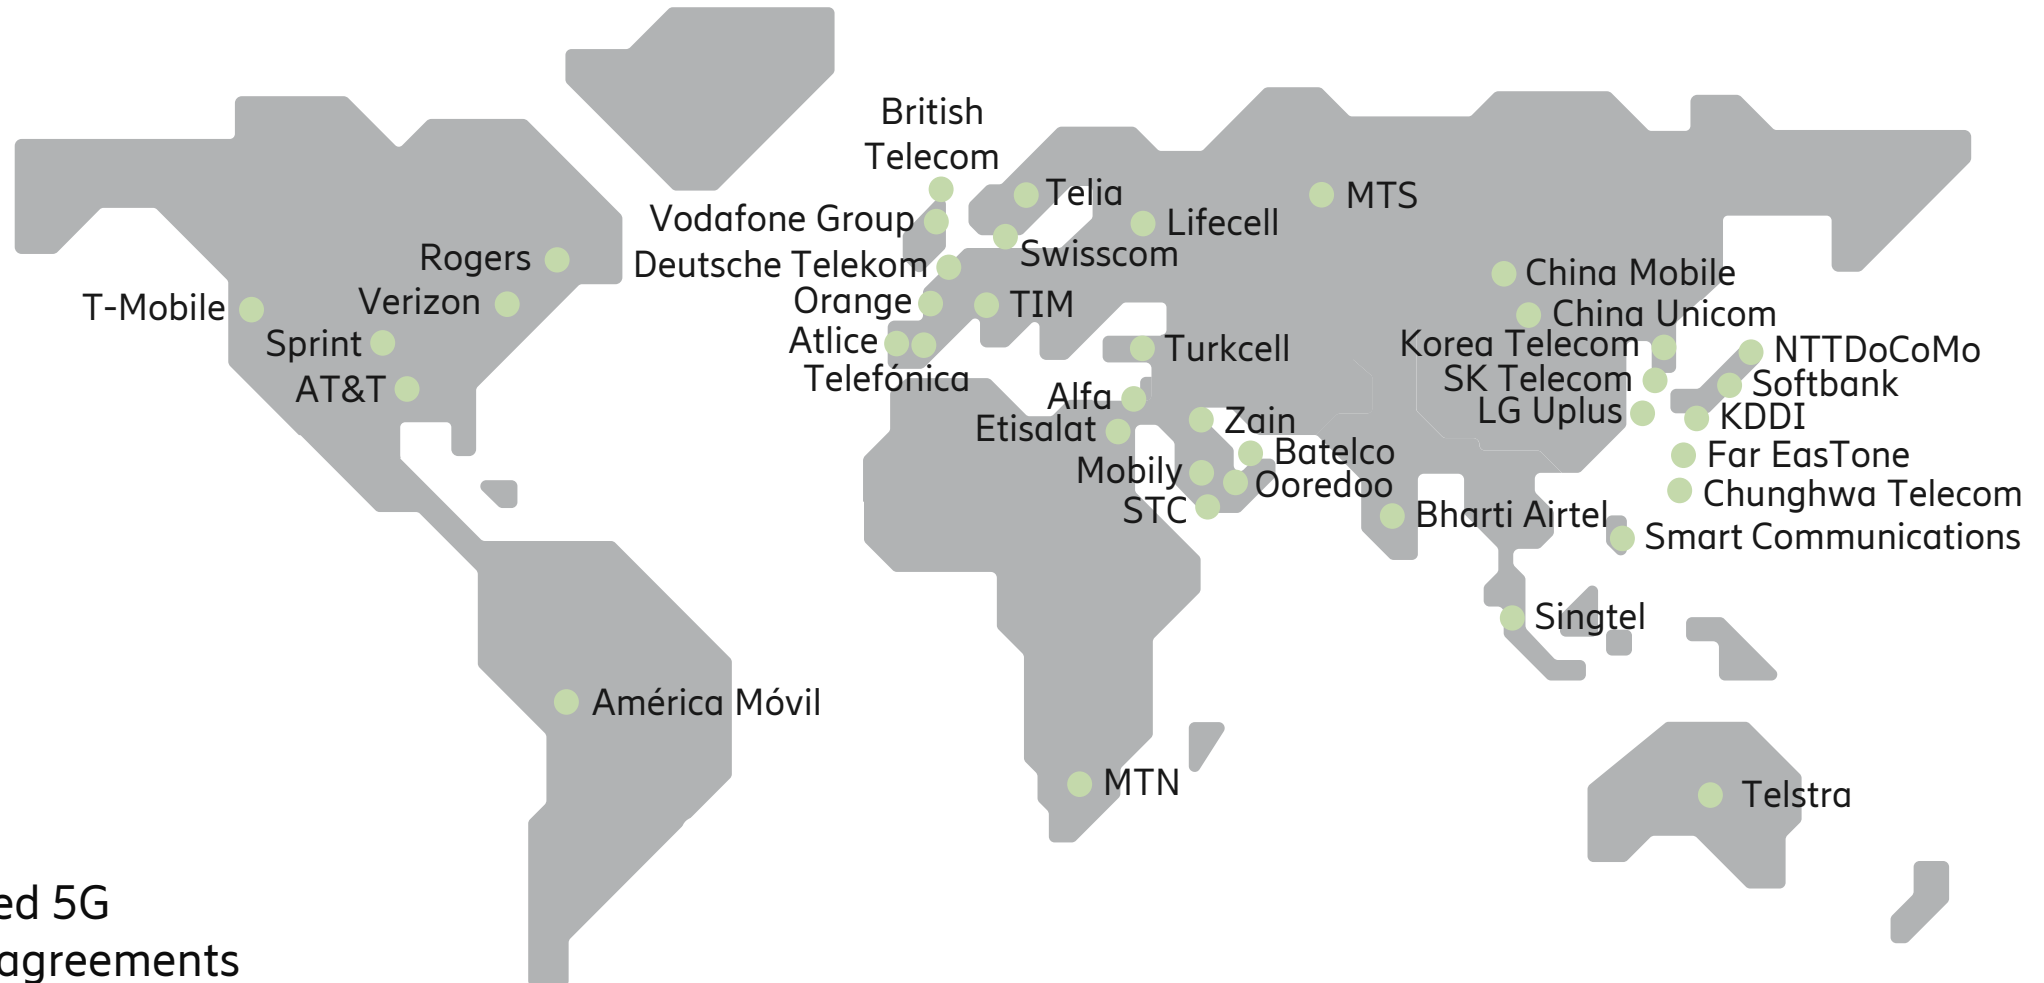 British
Telecom
Telia
MTS
Vodafone Group
Lifecell
Swisscom
Rogers
Deutsche Telekom
China Mobile
T-Mobile
Verizon
Orange
TIM
China Unicom
Sprint
Atlice
Turkcell
Korea Telecom
NTTDoCoMo
Telefónica
SK Telecom
Softbank
AT&T
Alfa
LG Uplus
KDDI
Etisalat
Zain
Batelco
Far EasTone
Mobily
Ooredoo
Chunghwa Telecom
STC
Bharti Airtel
Smart Communications
Singtel
América Móvil
MTN
Telstra
ed 5G
agreements